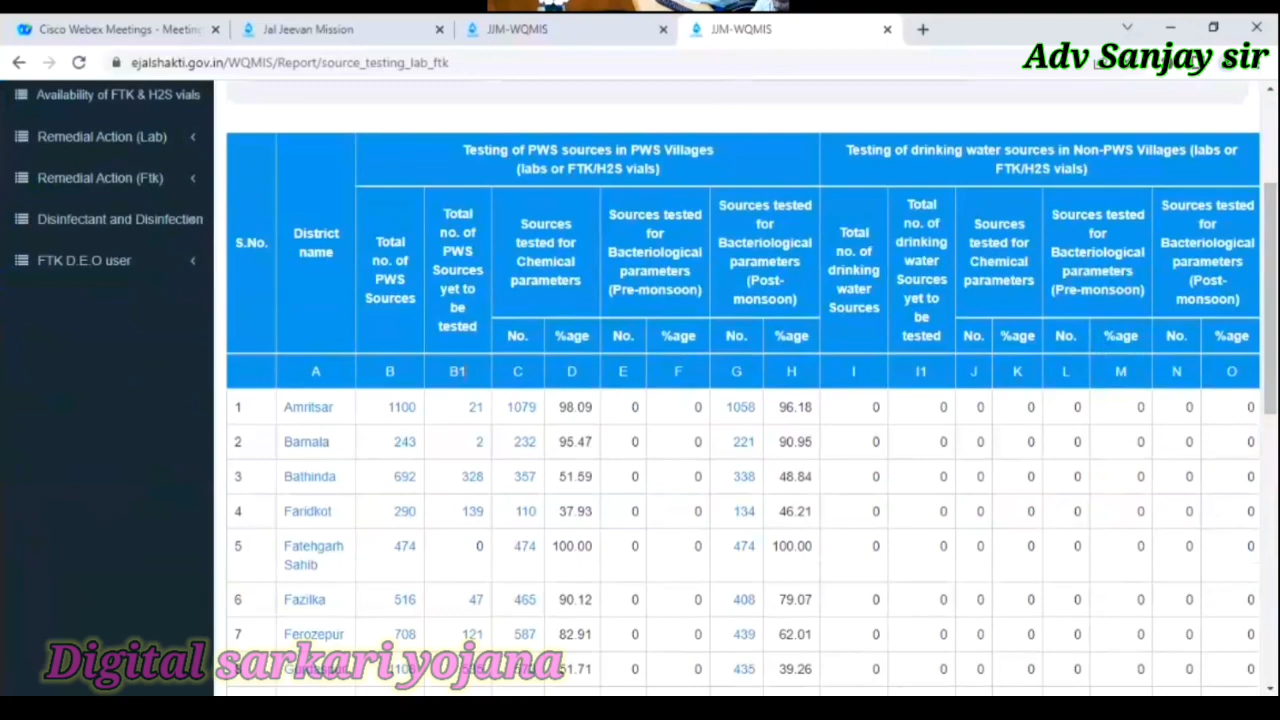 Cisco Webex Meetings - Meetin
Jal Jeevan Mission
JJM-WQMIS
JJM-WQMIS
ejalshakti.gov.in/WQMIS/Report/source_testing_lab_ftk
Adv Sanjay sir
Availability of FTK & H2S vials
Remedial Action (Lab)
Remedial Action (Ftk)
Disinfectant and Disinfection
FTK D.E.O user
Testing of PWS sources in PWS Villages
(labs or FTK/H2S vials)
Testing of drinking water sources in Non-PWS Villages (labs or
FTK/H2S vials)
S.No.
District
name
Total
no. of
PWS
Sources
Total
no. of
PWS
Sources
yet to
be
tested
Sources
tested for
Chemical
parameters
Sources tested
for
Bacteriological
parameters
(Pre-monsoon)
Sources tested
for
Bacteriological
parameters
(Post-
monsoon)
Total
no. of
drinking
water
Sources
Total
no. of
drinking
water
Sources
yet to
be
tested
Sources
tested for
Chemical
parameters
Sources tested
for
Bacteriological
parameters
(Pre-monsoon)
Sources tested
for
Bacteriological
parameters
(Post-
monsoon)
No. %age No. %age No. %age No. %age No. %age No. %age
A B B1 C D E F G H I I1 J K L M N O
1 Amritsar 1100 21 1079 98.09 0 0 1058 96.18 0 0 0 0 0 0 0 0
2 Barnala 243 2 232 95.47 0 0 221 90.95 0 0 0 0 0 0 0 0
3 Bathinda 692 328 357 51.59 0 0 338 48.84 0 0 0 0 0 0 0 0
4 Faridkot 290 139 110 37.93 0 0 134 46.21 0 0 0 0 0 0 0 0
5 Fatehgarh 474 0 474 100.00 0 0 474 100.00 0 0 0 0 0 0 0 0
Sahib
6 Fazilka 516 47 465 90.12 0 0 408 79.07 0 0 0 0 0 0 0 0
7 Ferozepur 708 121 587 82.91 0 0 439 62.01 0 0 0 0 0 0 0 0
0 0 435 39.26 0 0 0 0 0 0 0 0
Digital sarkari yojana